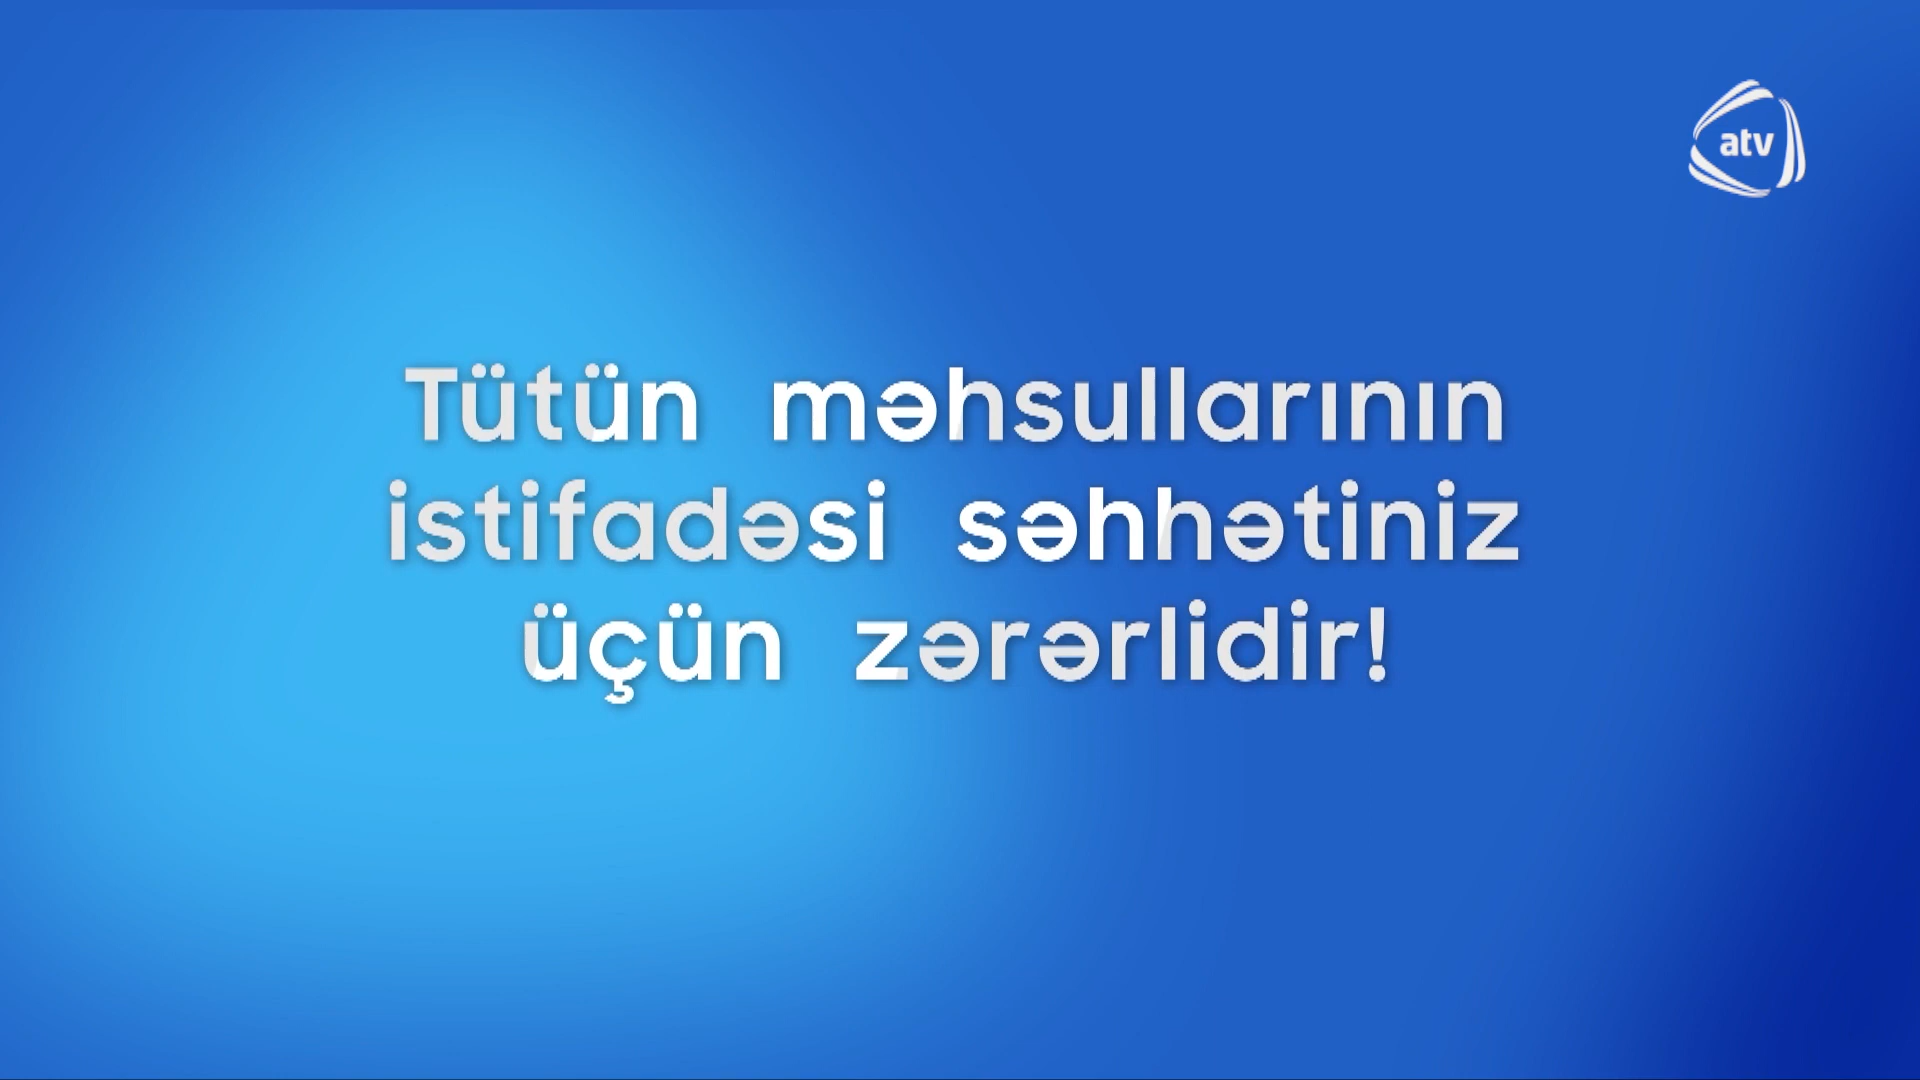 atv
Tütün məhsullarının
istifadəsi səhhətiniz
üçün zərərlidir!